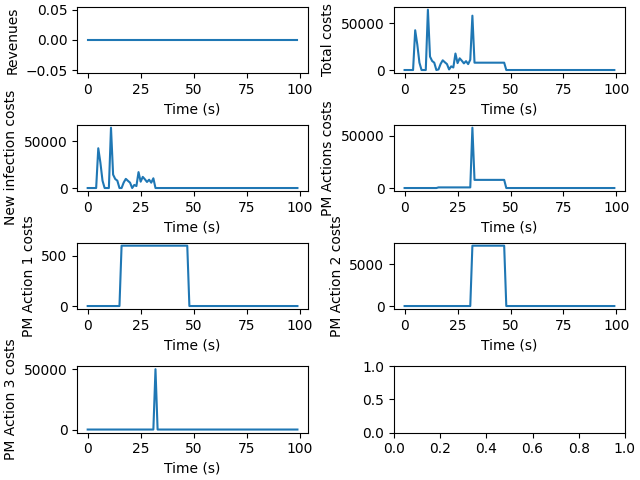 Revenues
0.05
0.00
−0.05
0 25 50 75 100
Time (s)
Total costs
50000
0
0 25 50 75 100
Time (s)
New infection costs
50000
0
0 25 50 75 100
Time (s)
PM Actions costs
50000
0
0 25 50 75 100
Time (s)
PM Action 1 costs
500
0
0 25 50 75 100
Time (s)
PM Action 2 costs
5000
0
0 25 50 75 100
Time (s)
PM Action 3 costs
50000
0
0 25 50 75 100
Time (s)
1.0
0.5
0.0
0.0 0.2 0.4 0.6 0.8 1.0